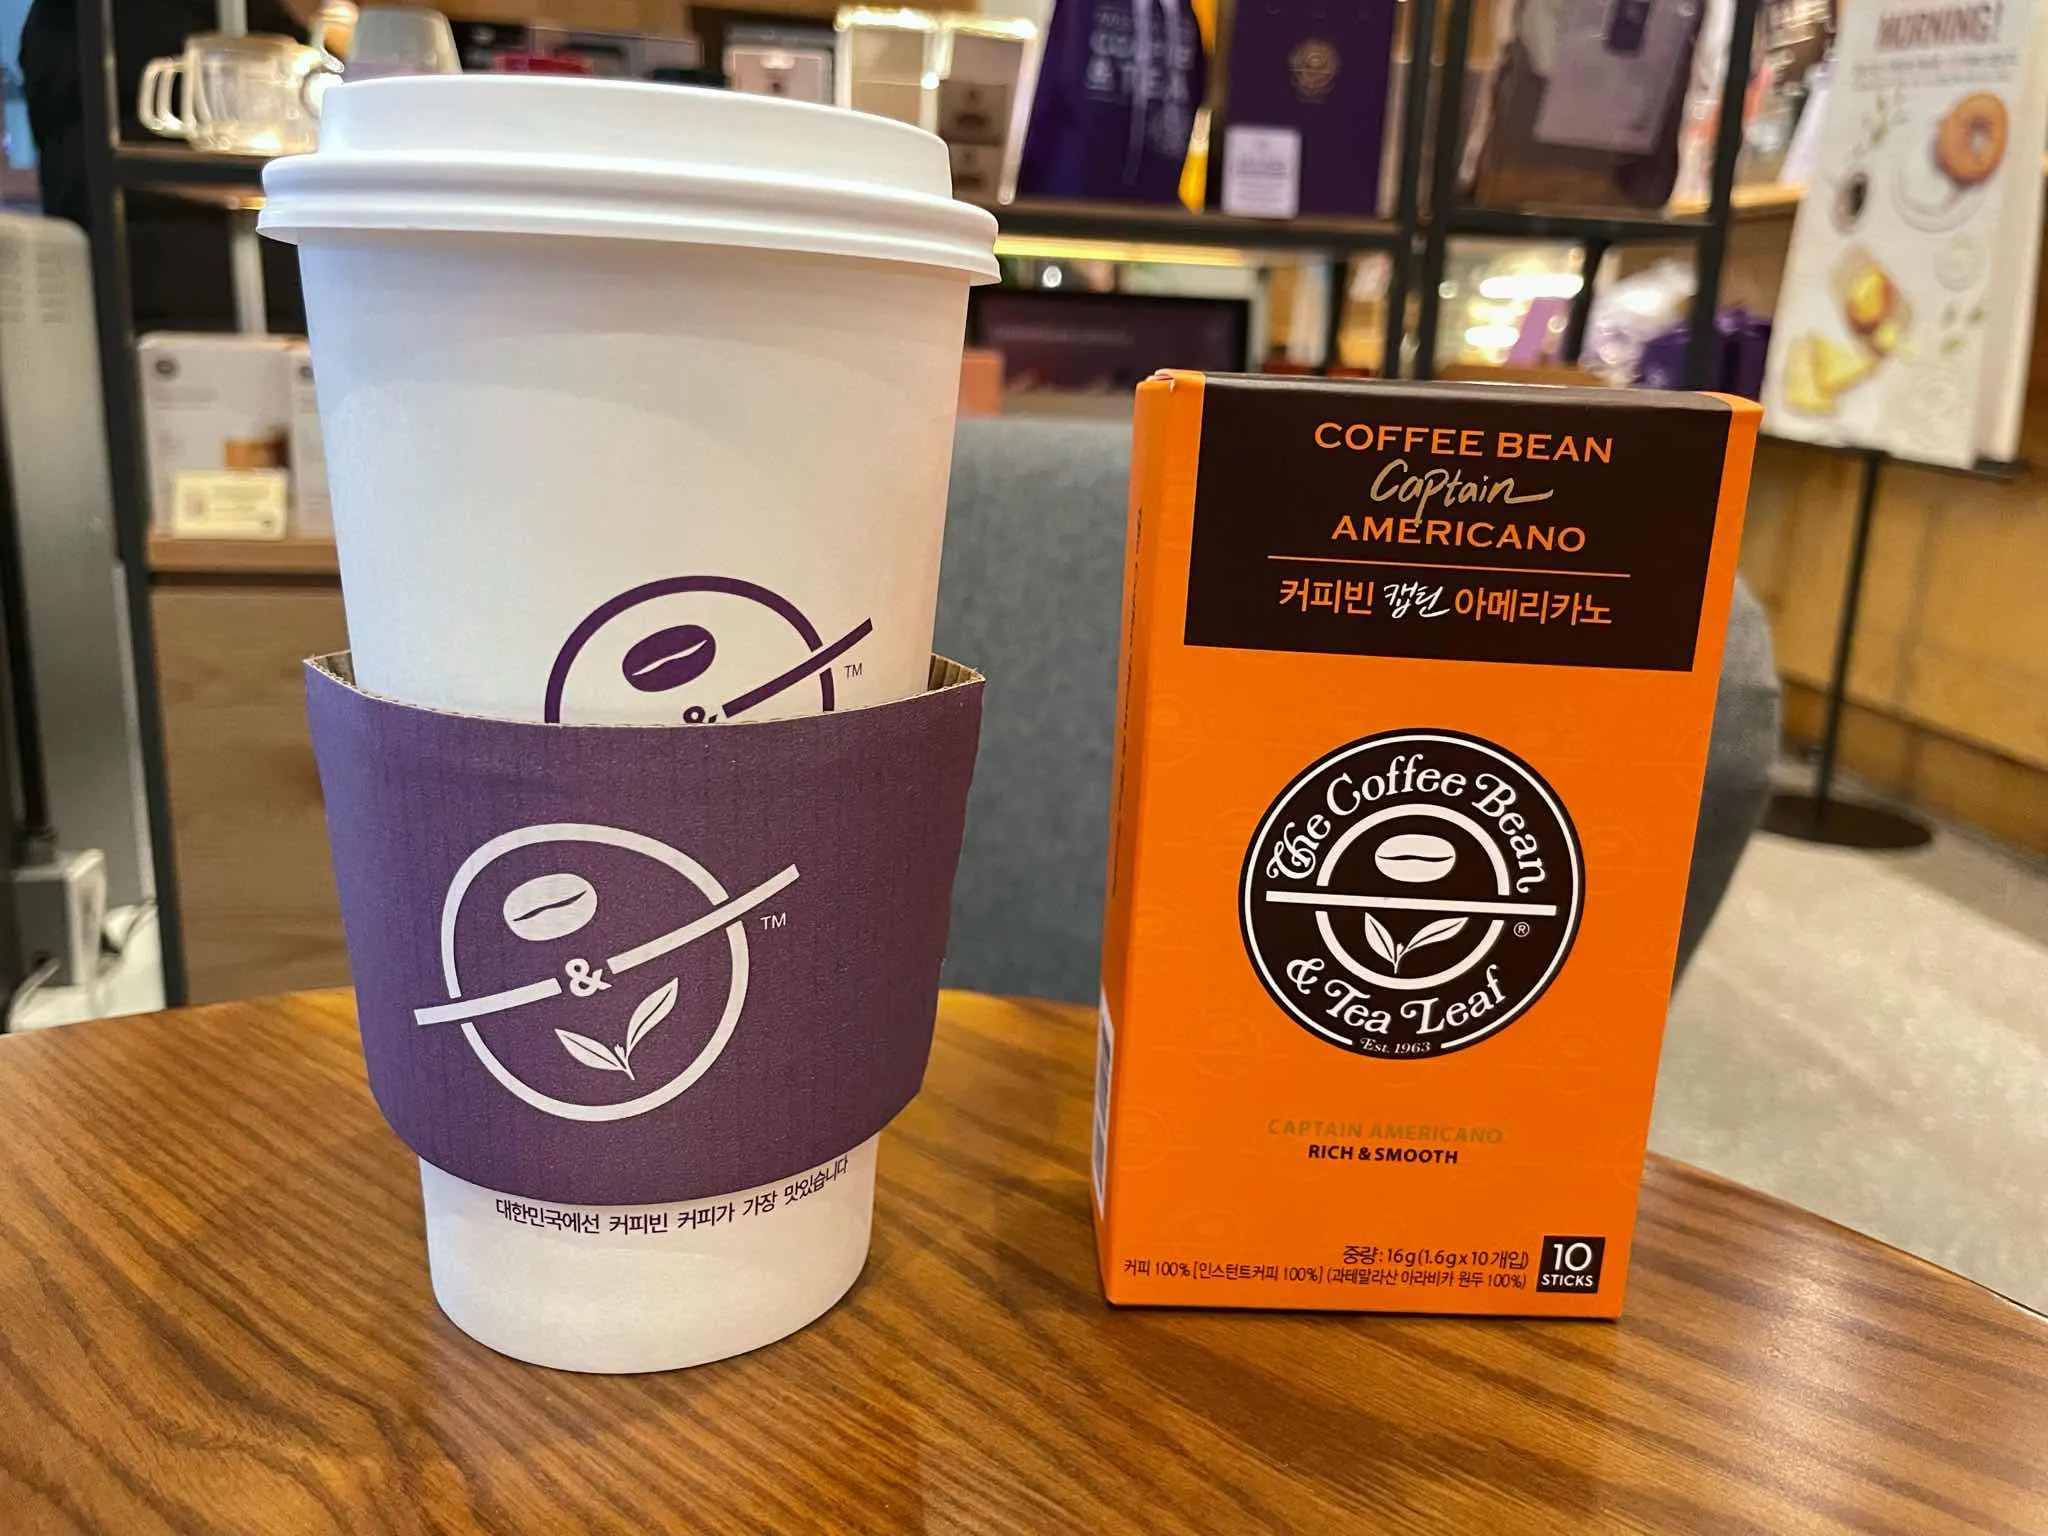 COFFEE
& TEA
MORNING!
&
TM
&
TM
대한민국에선 커피빈 커피가 가장 맛있습니다
COFFEE BEAN
Captain
AMERICANO
커피빈 캡틴 아메리카노
The Coffee Bean
®
& Tea Leaf
Est. 1963
CAPTAIN AMERICANO
RICH & SMOOTH
중량 : 16g (1.6g x 10개입)
커피 100% [인스턴트커피 100%] (과테말라산 아라비카 원두 100%)
10
STICKS